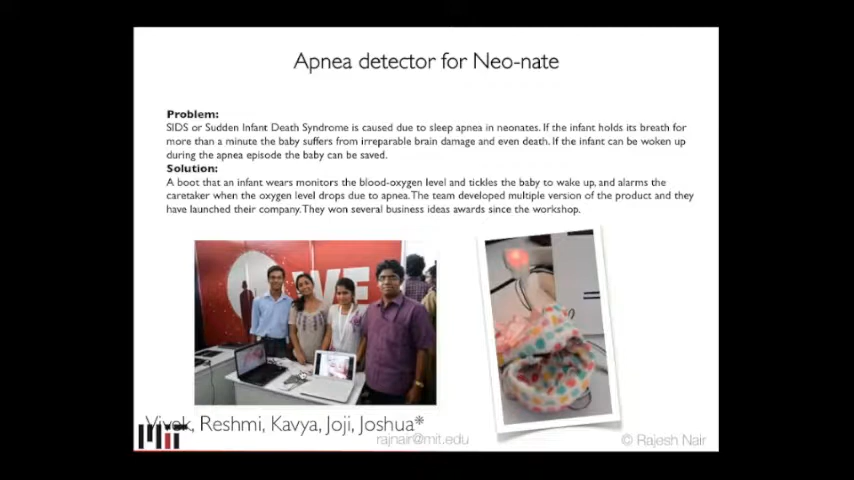 Apnea detector for Neo-nate
Problem:
SIDS or Sudden Infant Death Syndrome is caused due to sleep apnea in neonates. If the infant holds its breath for
more than a minute the baby suffers from irreparable brain damage and even death. If the infant can be woken up
during the apnea episode the baby can be saved.
Solution:
A boot that an infant wears monitors the blood-oxygen level and tickles the baby to wake up, and alarms the
caretaker when the oxygen level drops due to apnea. The team developed multiple version of the product and they
have launched their company. They won several business ideas awards since the workshop.
Vivek, Reshmi, Kavya, Joji, Joshua*
MIT
rajnair@mit.edu
© Rajesh Nair